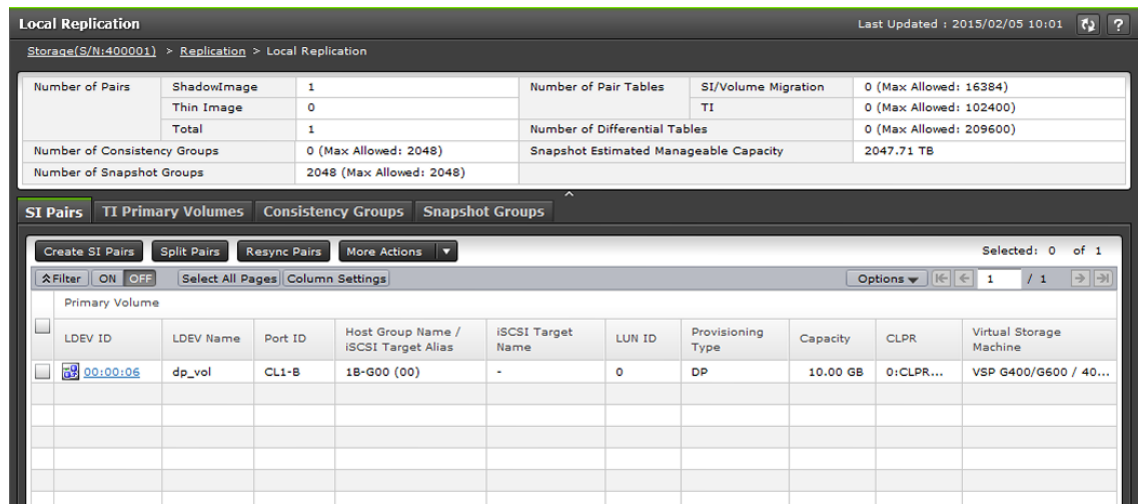 Local Replication Last Updated : 2015/02/05 10:01 ?
Storage(S/N:400001) > Replication > Local Replication
Number of Pairs ShadowImage 1 Number of Pair Tables SI/Volume Migration 0 (Max Allowed: 16384)
Thin Image 0 TI 0 (Max Allowed: 102400)
Total 1 Number of Differential Tables 0 (Max Allowed: 209600)
Number of Consistency Groups 0 (Max Allowed: 2048) Snapshot Estimated Manageable Capacity 2047.71 TB
Number of Snapshot Groups 2048 (Max Allowed: 2048)
SI Pairs TI Primary Volumes Consistency Groups Snapshot Groups
Create SI Pairs Split Pairs Resync Pairs More Actions Selected: 0 of 1
Filter ON OFF Select All Pages Column Settings Options 1 / 1
Primary Volume
LDEV ID LDEV Name Port ID Host Group Name / iSCSI Target Alias iSCSI Target Name LUN ID Provisioning Type Capacity CLPR Virtual Storage Machine
00:00:06 dp_vol CL1-B 1B-G00 (00) - 0 DP 10.00 GB 0:CLPR... VSP G400/G600 / 40...